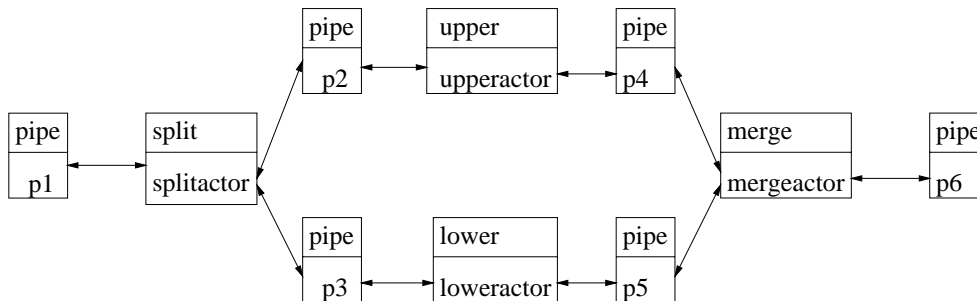 pipe
p1
split
splitactor
pipe
p2
upper
upperactor
pipe
p4
pipe
p3
lower
loweractor
pipe
p5
merge
mergeactor
pipe
p6